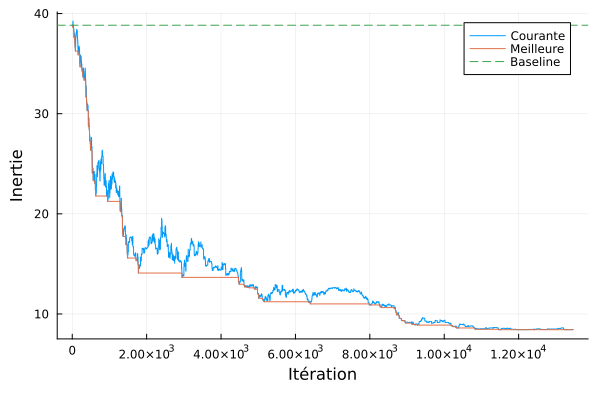 40
30
20
10
Inertie
Courante
Meilleure
Baseline
0 2.00×10³ 4.00×10³ 6.00×10³ 8.00×10³ 1.00×10⁴ 1.20×10⁴
Itération